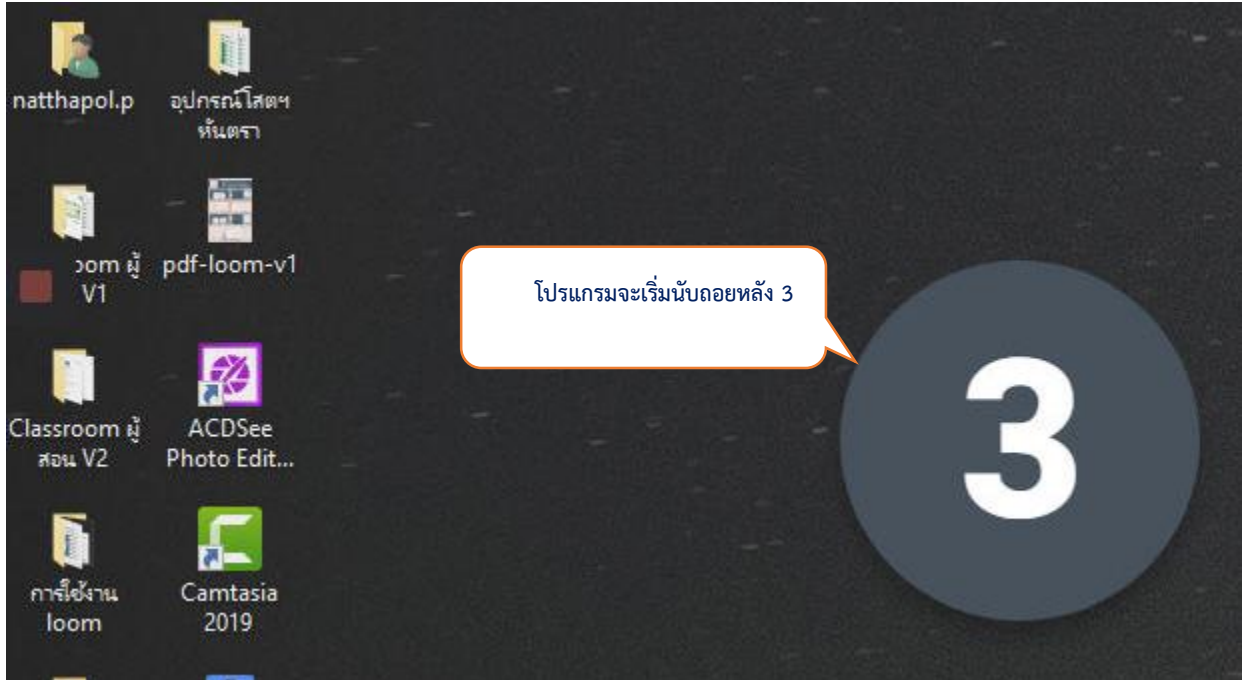 natthapol.p
อุปกรณ์โสตฯ
หันตรา
oom ผู้
V1
pdf-loom-v1
โปรแกรมจะเริ่มนับถอยหลัง 3
3
Classroom ผู้
สอน V2
ACDSee
Photo Edit...
การใช้งาน
loom
Camtasia
2019